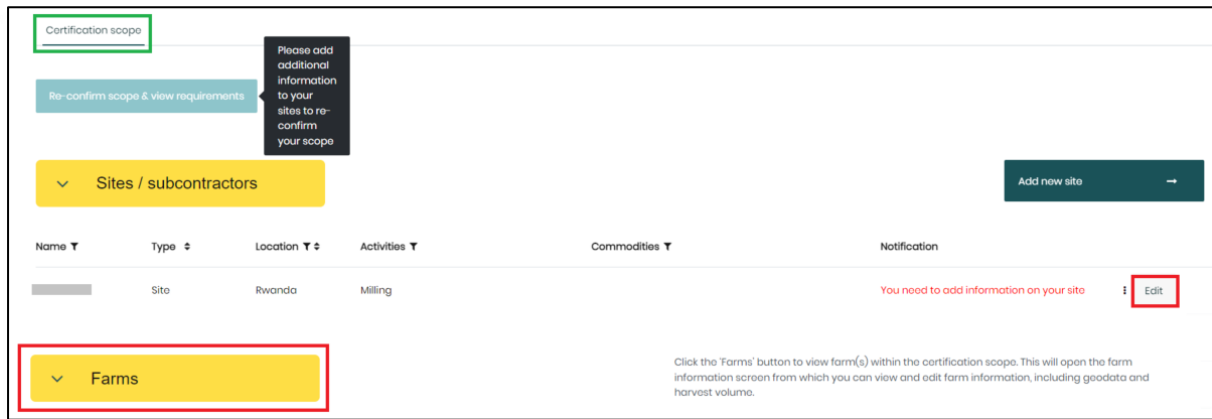 Certification scope
Please add
additional
information
to your
sites to re-
confirm
your scope
Re-confirm scope & view requirements
Sites / subcontractors
Add new site
Name Type Location Activities Commodities Notification
Site Rwanda Milling You need to add information on your site Edit
Farms
Click the 'Farms' button to view farm(s) within the certification scope. This will open the farm
information screen from which you can view and edit farm information, including geodata and
harvest volume.